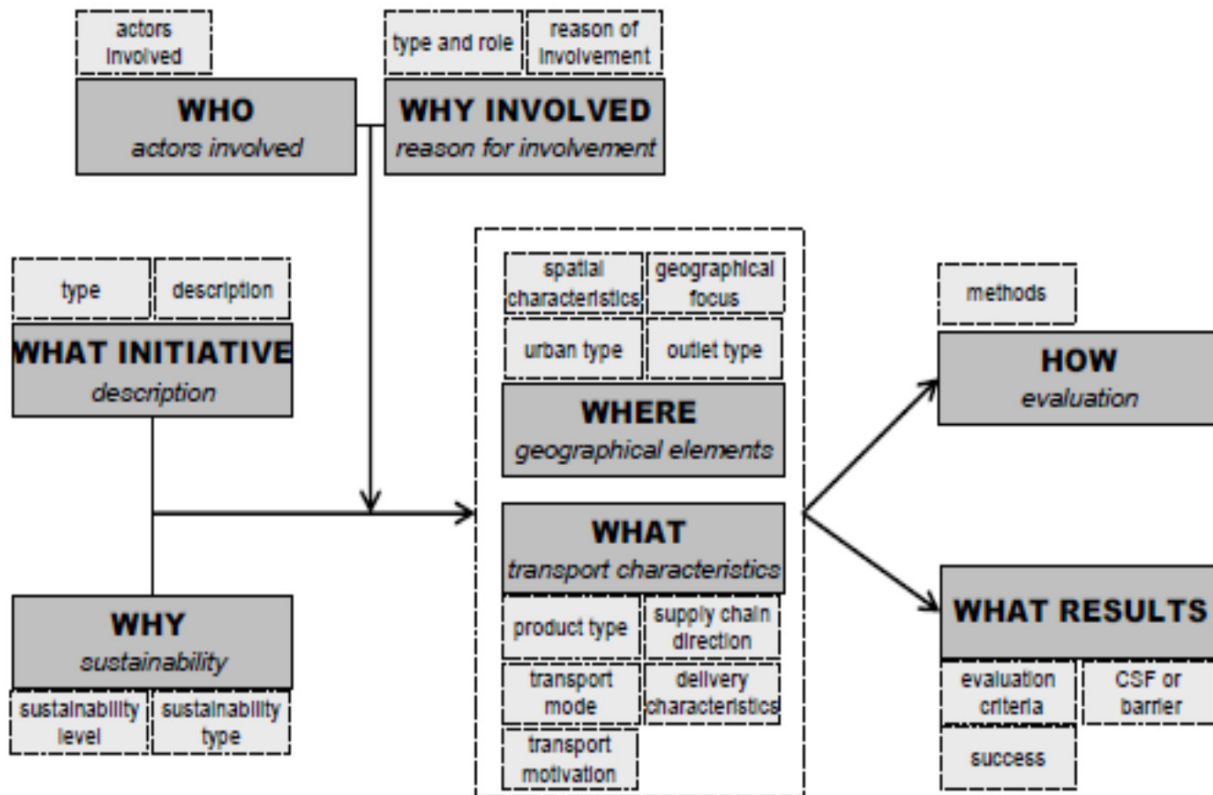 actors
involved
type and role
reason of
involvement
WHO
actors involved
WHY INVOLVED
reason for involvement
type
description
WHAT INITIATIVE
description
WHY
sustainability
sustainability
level
sustainability
type
spatial
characteristics
geographical
focus
urban type
outlet type
WHERE
geographical elements
WHAT
transport characteristics
product type
supply chain
direction
transport
mode
delivery
characteristics
transport
motivation
methods
HOW
evaluation
WHAT RESULTS
evaluation
criteria
CSF or
barrier
success